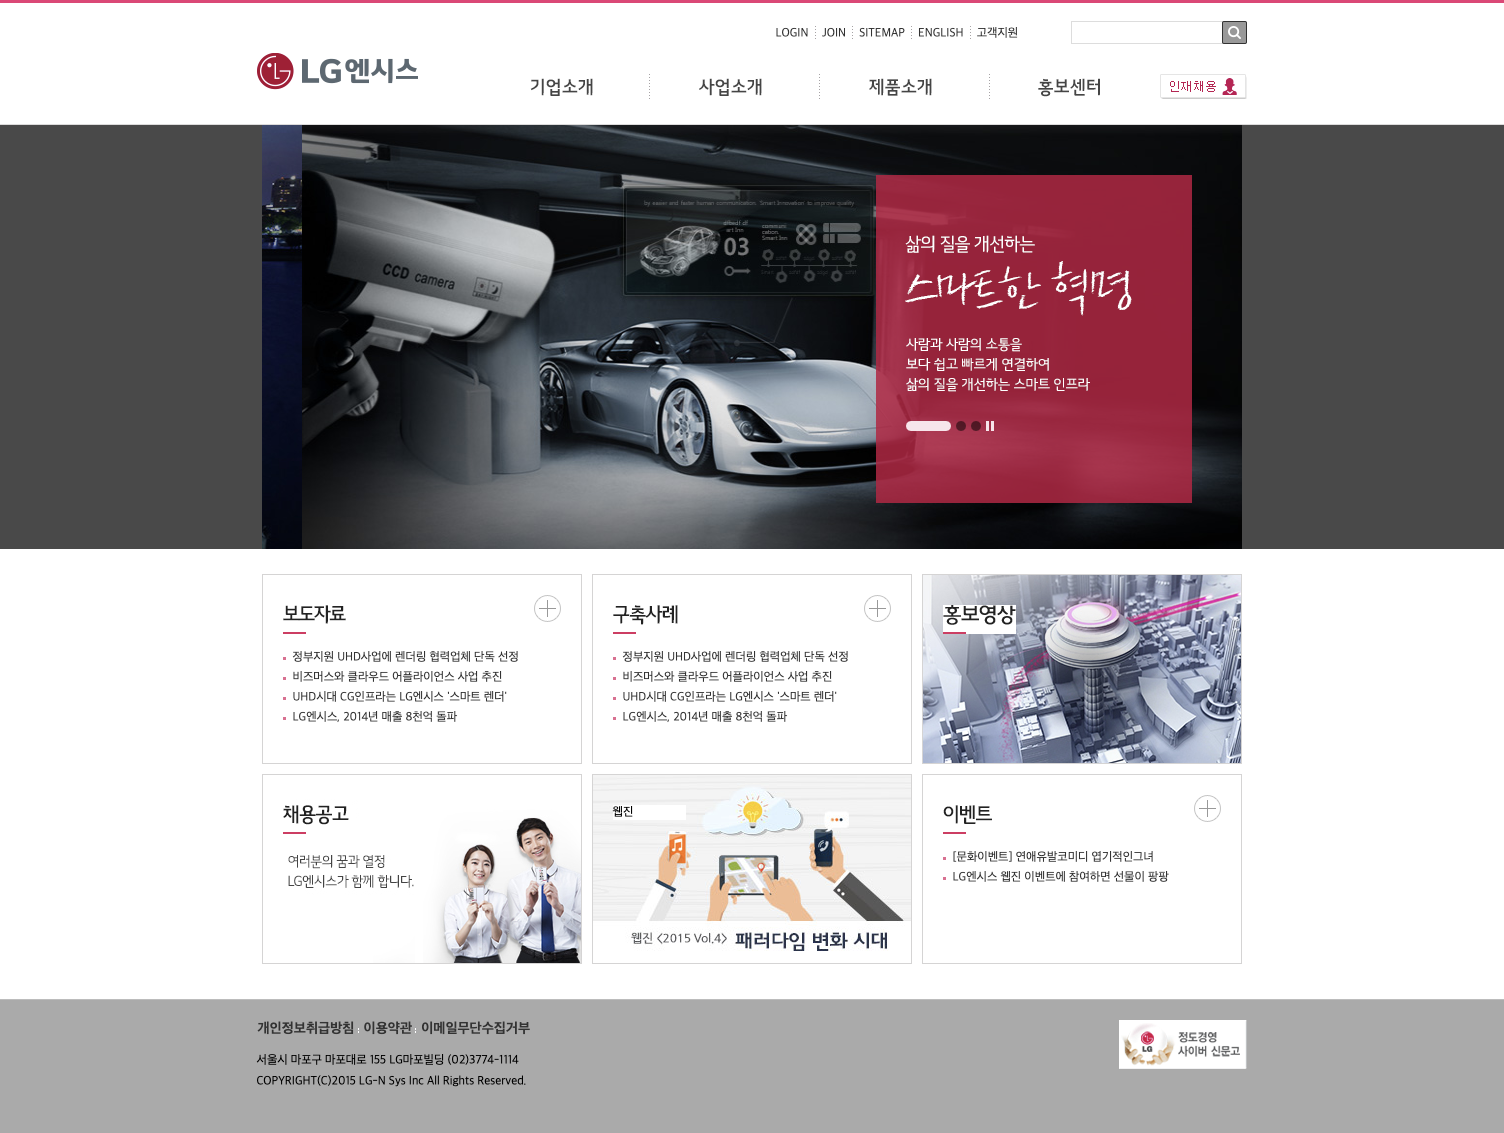 LOGIN JOIN SITEMAP ENGLISH 고객지원
LG엔시스
기업소개 사업소개 제품소개 홍보센터 인재채용
by easier and faster human communication. Smart Innovation to improve quality
03
CCD camera
삶의 질을 개선하는
스마트한 혁명
사람과 사람의 소통을
보다 쉽고 빠르게 연결하여
삶의 질을 개선하는 스마트 인프라
보도자료
정부지원 UHD사업에 렌더링 협력업체 단독 선정
비즈머스와 클라우드 어플라이언스 사업 추진
UHD시대 CG인프라는 LG엔시스 '스마트 렌더'
LG엔시스, 2014년 매출 8천억 돌파
구축사례
정부지원 UHD사업에 렌더링 협력업체 단독 선정
비즈머스와 클라우드 어플라이언스 사업 추진
UHD시대 CG인프라는 LG엔시스 '스마트 렌더'
LG엔시스, 2014년 매출 8천억 돌파
홍보영상
채용공고
여러분의 꿈과 열정
LG엔시스가 함께 합니다.
웹진
웹진 <2015 Vol.4> 패러다임 변화 시대
이벤트
[문화이벤트] 연애유발코미디 엽기적인그녀
LG엔시스 웹진 이벤트에 참여하면 선물이 팡팡
개인정보취급방침 이용약관 이메일무단수집거부
서울시 마포구 마포대로 155 LG마포빌딩 (02)3774-1114
COPYRIGHT(C)2015 LG-N Sys Inc All Rights Reserved.
LG
정도경영
사이버 신문고